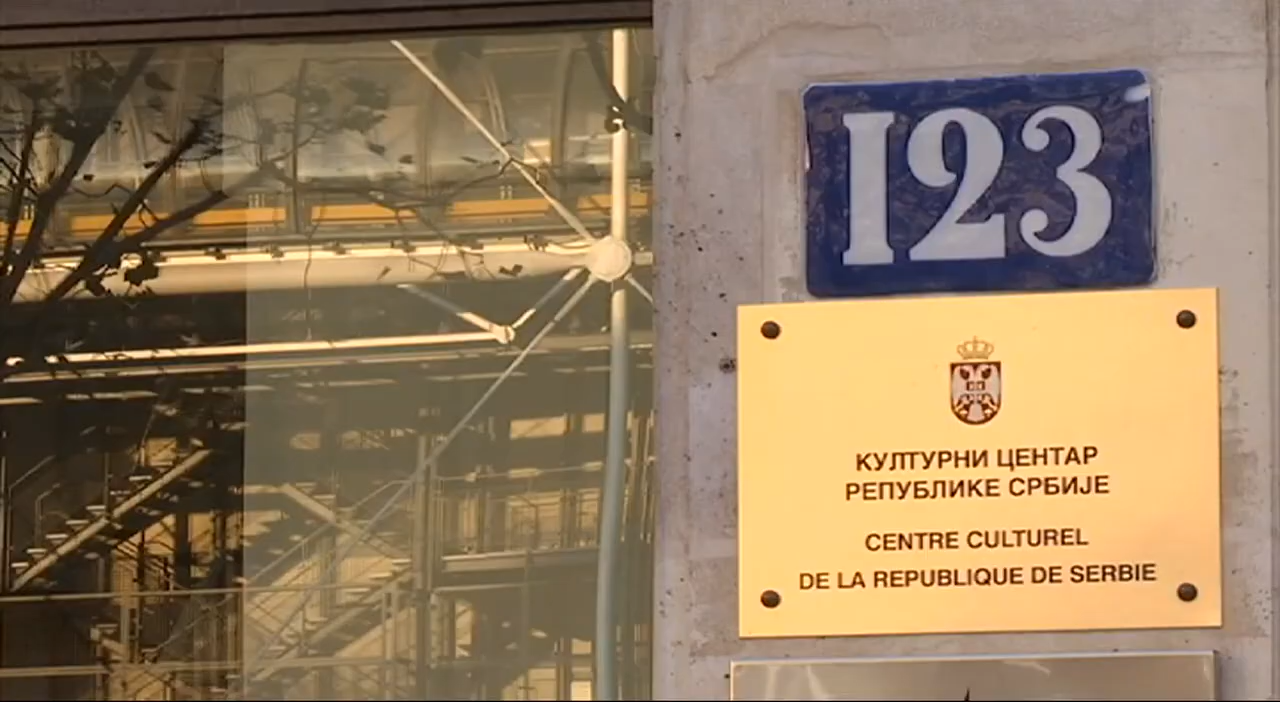 123
КУЛТУРНИ ЦЕНТАР
РЕПУБЛИКЕ СРБИЈЕ
CENTRE CULTUREL
DE LA REPUBLIQUE DE SERBIE